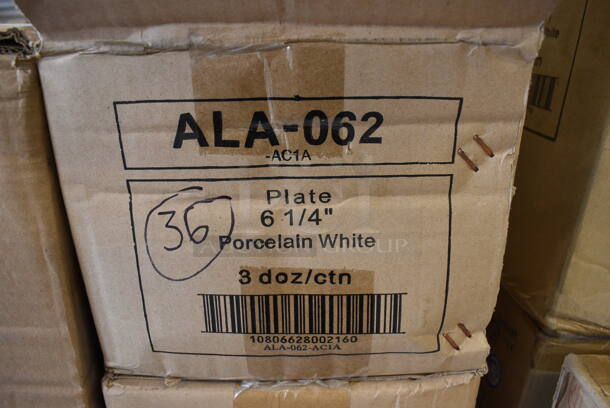 ALA-062
-AC1A
Plate
6 1/4"
36
Porcelain White
3 doz/ctn
10806628002160
ALA-062-AC1A